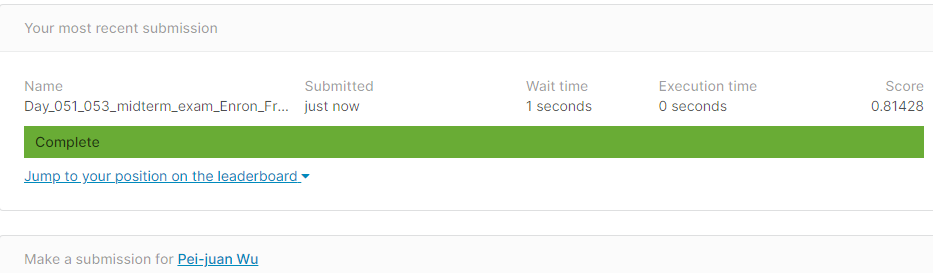 Your most recent submission
Name Submitted Wait time Execution time Score
Day_051_053_midterm_exam_Enron_Fr... just now 1 seconds 0 seconds 0.81428
Complete
Jump to your position on the leaderboard
Make a submission for Pei-juan Wu